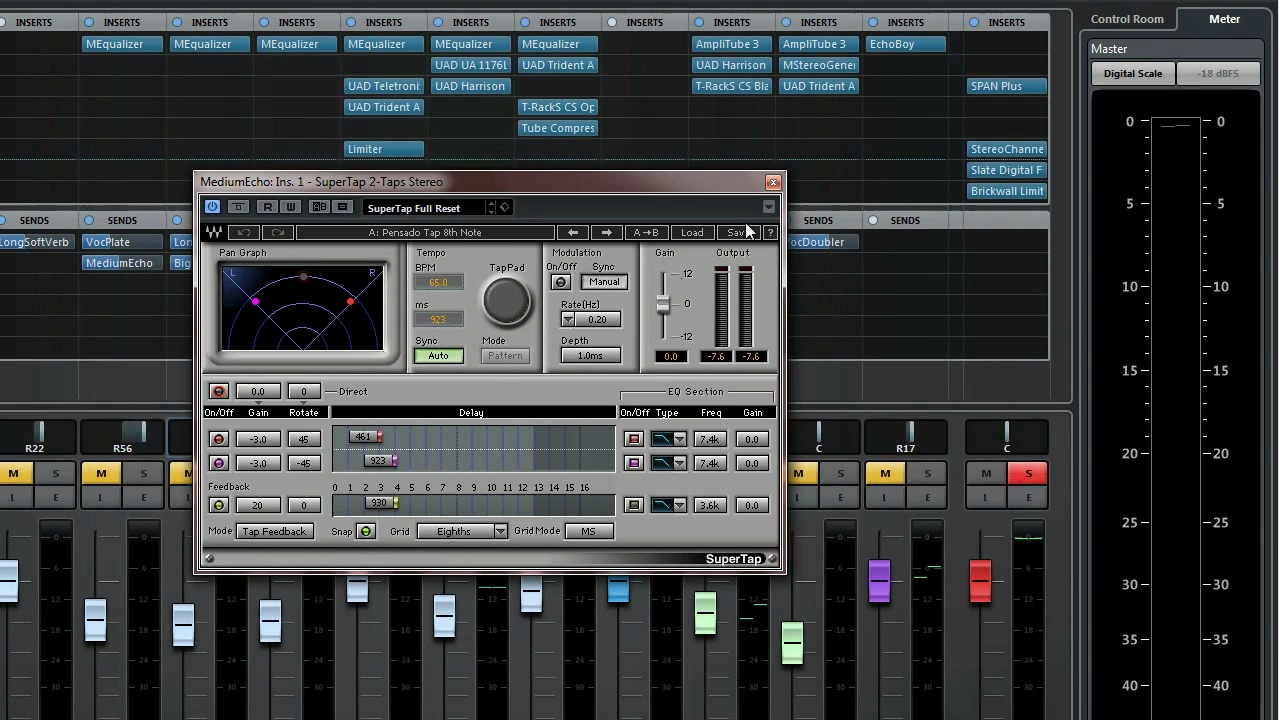 INSERTS INSERTS INSERTS INSERTS INSERTS INSERTS INSERTS INSERTS INSERTS INSERTS INSERTS INSERTS
Control Room Meter
MEqualizer MEqualizer MEqualizer MEqualizer MEqualizer MEqualizer AmpliTube 3 AmpliTube 3 EchoBoy
Master
UAD UA 1176L UAD Trident A UAD Harrison MStereoGener
Digital Scale -18 dBFS
UAD Teletroni UAD Harrison T-RackS CS Bla UAD Trident A SPAN Plus
UAD Trident A T-RackS CS Op
Tube Compres
Limiter StereoChanne
Slate Digital F
Brickwall Limit
MediumEcho: Ins. 1 - SuperTap 2-Taps Stereo
R W SuperTap Full Reset
SENDS SENDS SENDS SENDS
A: Pensado Tap 8th Note A→B Load Save ?
LongSoftVerb VocPlate Lon VocDoubler
MediumEcho Big
Pan Graph Tempo Modulation Gain Output
BPM TapPad On/Off Sync
L R 65.0 Manual 12
ms Rate(Hz) 0
923 0.20
Sync Mode Depth -12
Auto Pattern 1.0ms 0.0 -7.6 -7.6
0.0 0 Direct EQ Section
On/Off Gain Rotate Delay On/Off Type Freq Gain
-3.0 45 461 7.4k 0.0
-3.0 -45 923 7.4k 0.0
Feedback 0 1 2 3 4 5 6 7 8 9 10 11 12 13 14 15 16
20 0 930 3.6k 0.0
Mode Tap Feedback Snap Grid Eighths Grid Mode MS
SuperTap
R22 R56 C R17 C
M S M S M M S M S M S
L E L E L L E L E L E
0 0
5 5
10 10
15 15
20 20
25 25
30 30
35 35
40 40